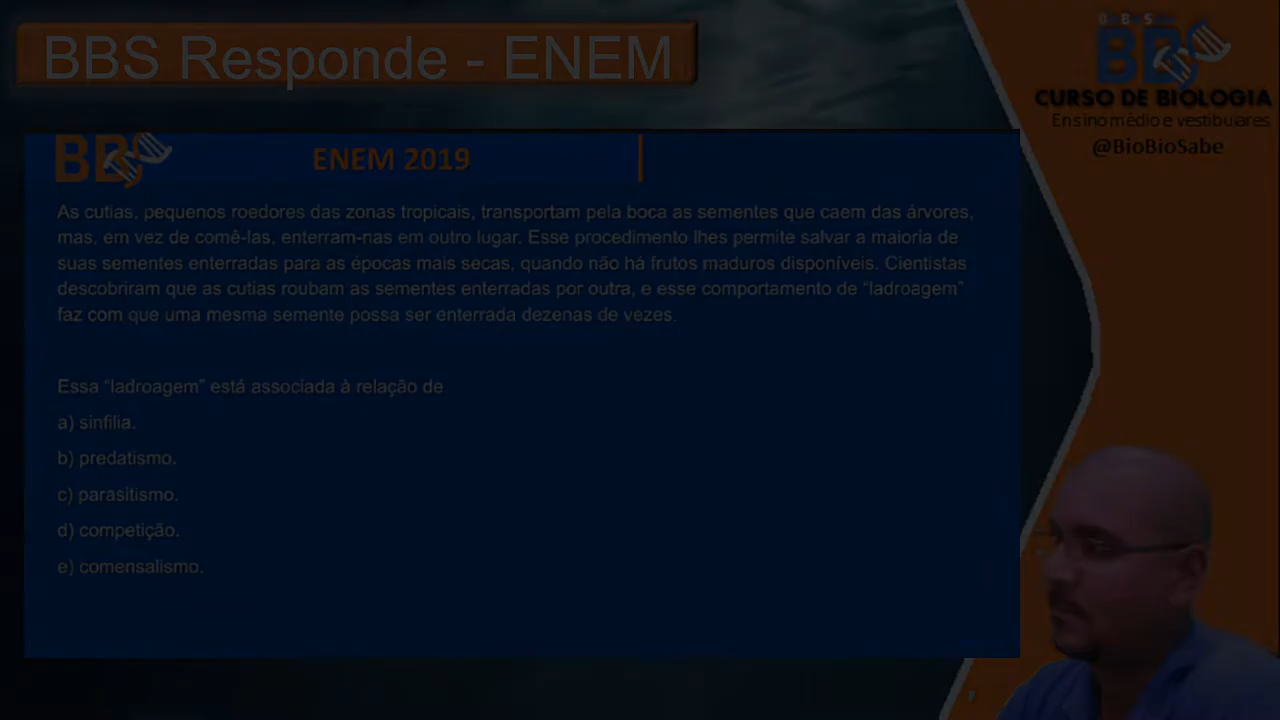 BBS Responde - ENEM
BBS
BBS
CURSO DE BIOLOGIA
Ensino médio e vestibulares
@BioBioSabe
BBS
ENEM 2019
As cutias, pequenos roedores das zonas tropicais, transportam pela boca as sementes que caem das árvores,
mas, em vez de comê-las, enterram-nas em outro lugar. Esse procedimento lhes permite salvar a maioria de
suas sementes enterradas para as épocas mais secas, quando não há frutos maduros disponíveis. Cientistas
descobriram que as cutias roubam as sementes enterradas por outra, e esse comportamento de “ladroagem”
faz com que uma mesma semente possa ser enterrada dezenas de vezes.
Essa “ladroagem” está associada à relação de
a) sinfilia.
b) predatismo.
c) parasitismo.
d) competição.
e) comensalismo.